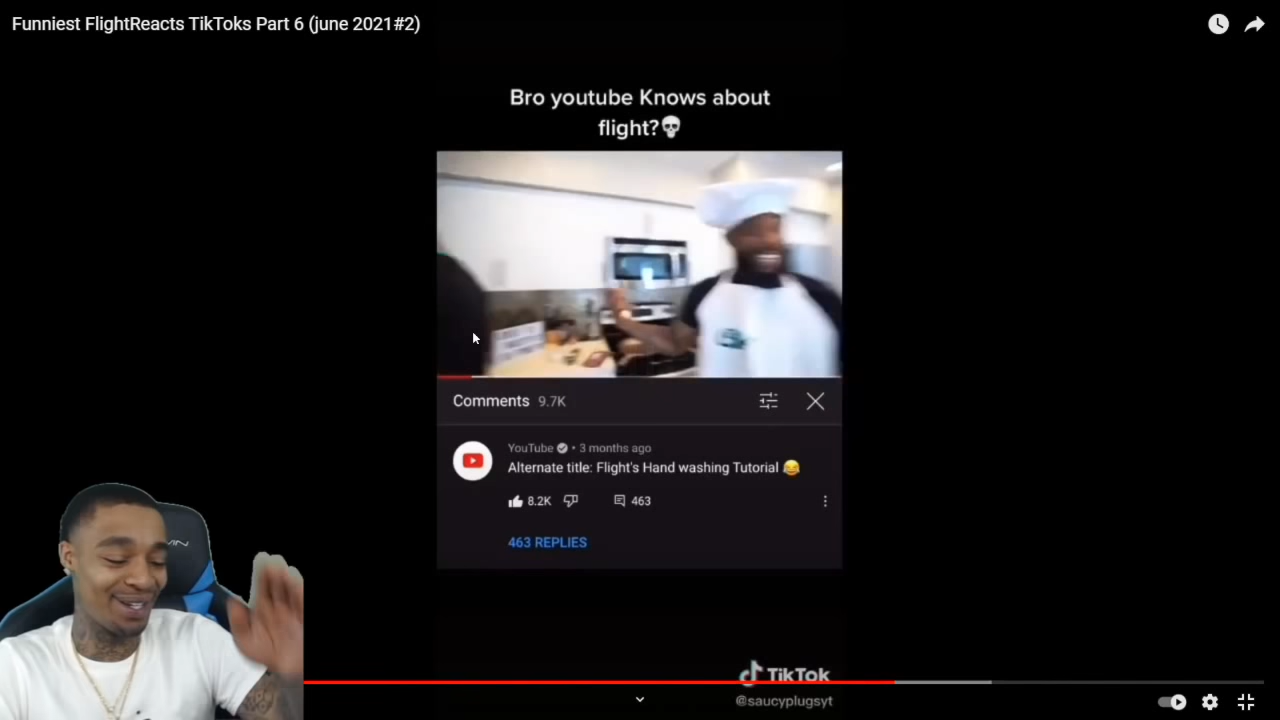 Funniest FlightReacts TikToks Part 6 (june 2021#2)
Bro youtube Knows about
flight?💀
Comments 9.7K
YouTube • 3 months ago
Alternate title: Flight's Hand washing Tutorial 😂
8.2K 463
463 REPLIES
TikTok
@saucyplugsyt